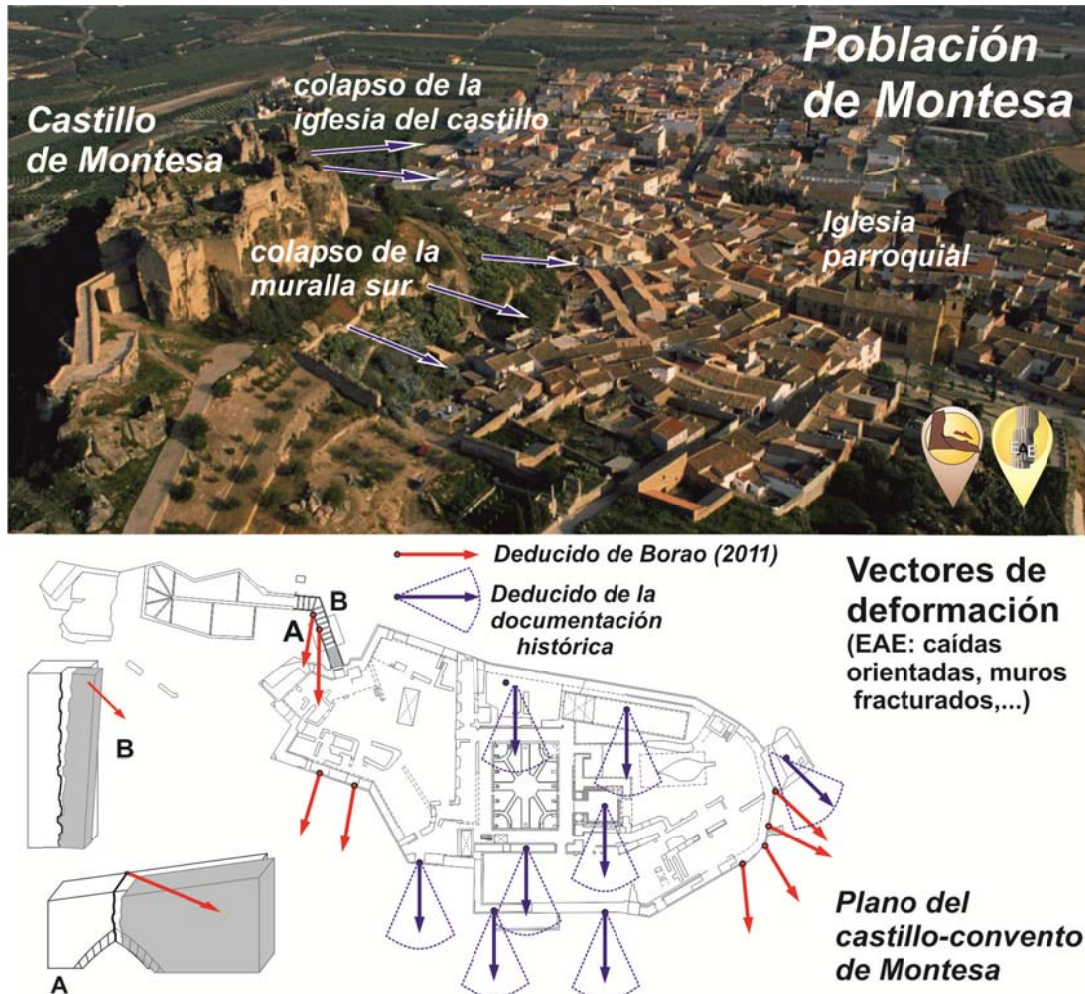 Población
de Montesa
colapso de la
iglesia del castillo
Castillo
de Montesa
Iglesia
parroquial
colapso de la
muralla sur
EAE
Deducido de Borao (2011)
Deducido de la
documentación
histórica
Vectores de
deformación
(EAE: caídas
orientadas, muros
fracturados,...)
B
A
B
A
Plano del
castillo-convento
de Montesa